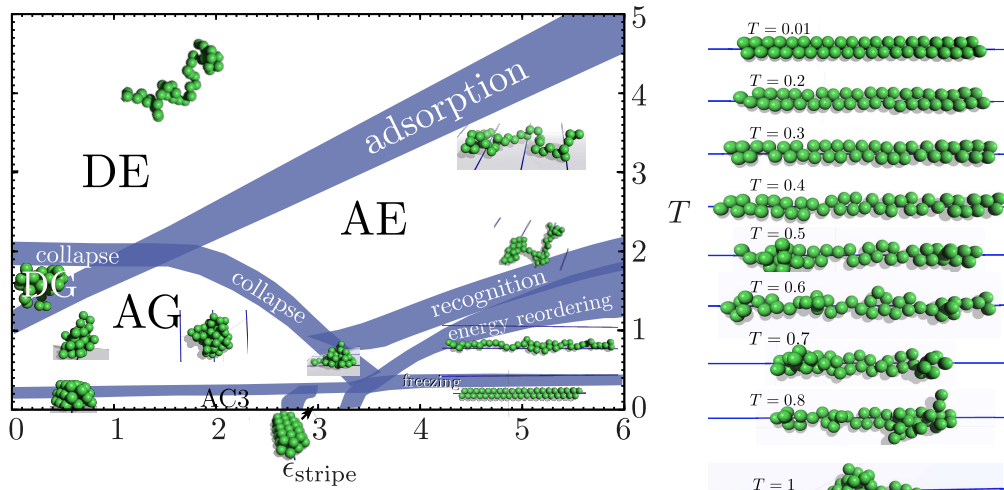 5
4
3
2
1
0
T
adsorption
DE
AE
collapse
DG
collapse
AG
recognition
energy reordering
freezing
AC3
0 1 2 3 4 5 6
ϵstripe
T = 0.01
T = 0.2
T = 0.3
T = 0.4
T = 0.5
T = 0.6
T = 0.7
T = 0.8
T = 1